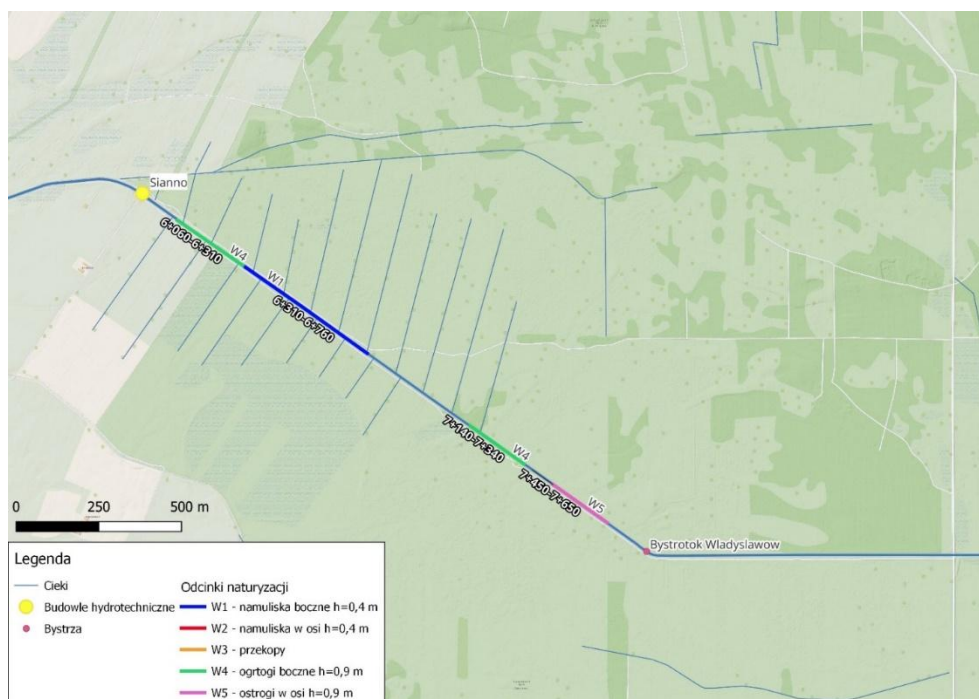 Sianno
6+060-6+310
W4
W1
6+310-6+760
7+140-7+340
W4
7+450-7+650
W5
Bystrotok Wladyslawow
0 250 500 m
Legenda
Cieki
Budowle hydrotechniczne
Bystrza
Odcinki naturyzacji
W1 - namuliska boczne h=0,4 m
W2 - namuliska w osi h=0,4 m
W3 - przekopy
W4 - ogrtogi boczne h=0,9 m
W5 - ostrogi w osi h=0,9 m